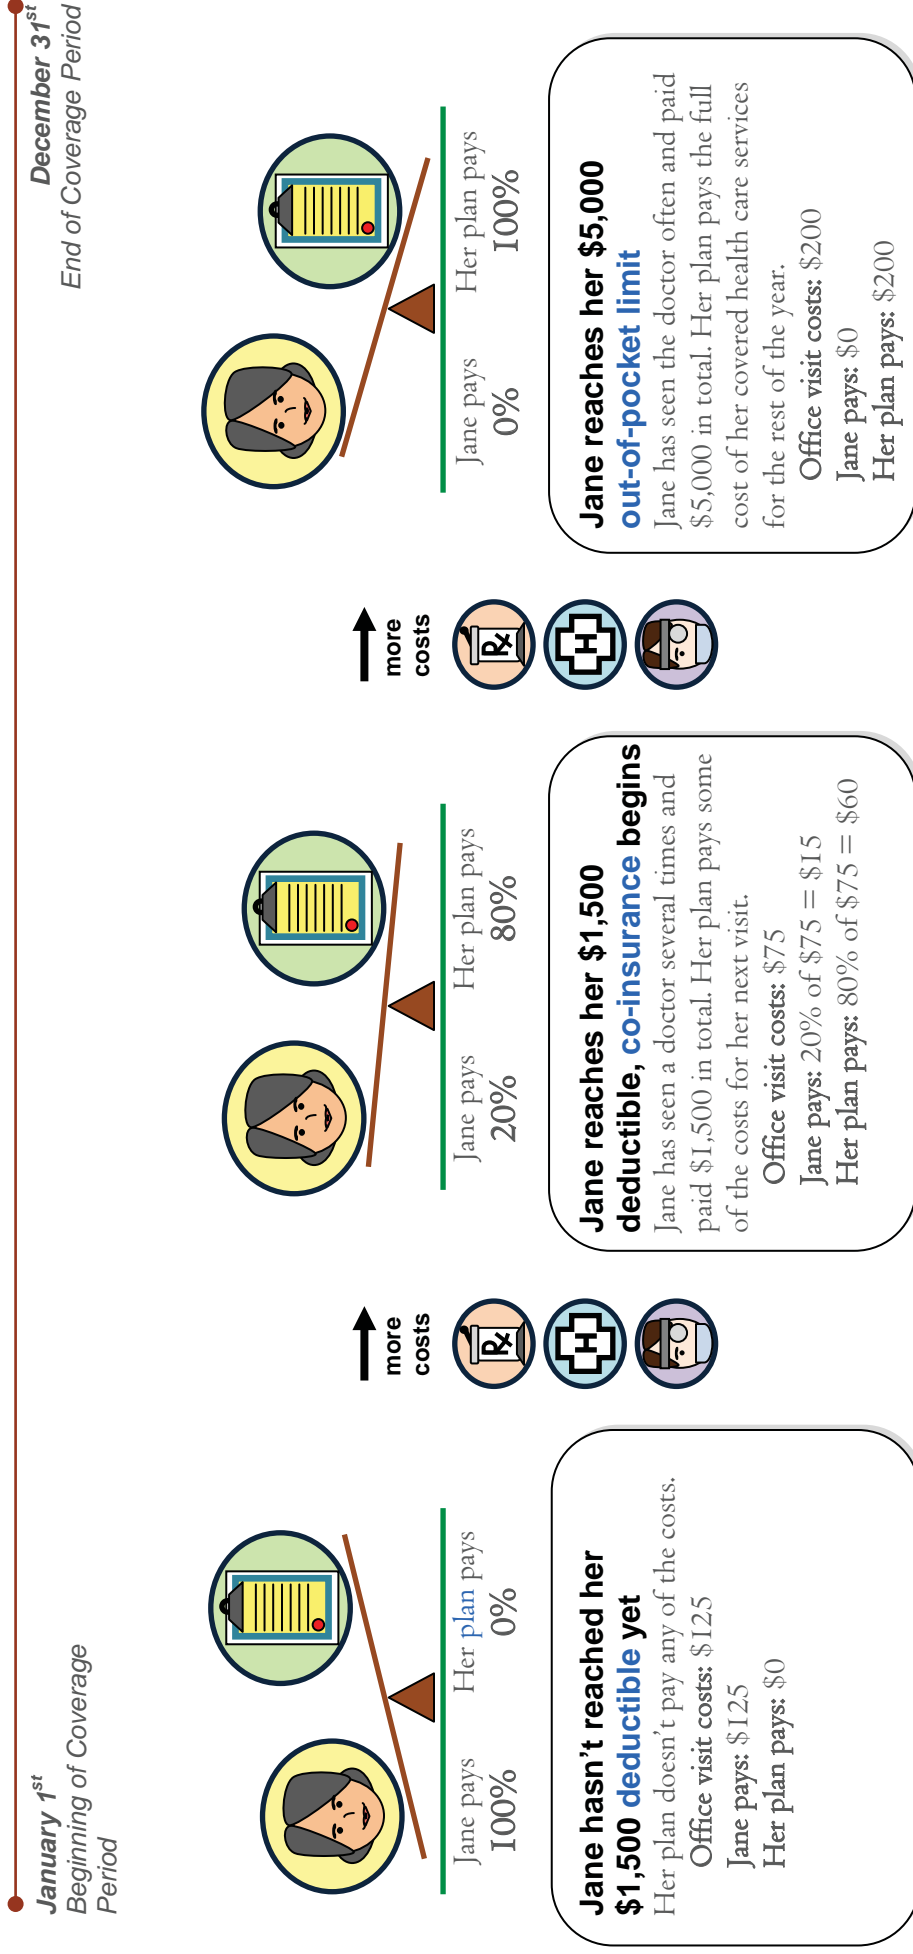 January 1st
Beginning of Coverage
Period
December 31st
End of Coverage Period
Jane pays
100%
Her plan pays
0%
Jane hasn’t reached her
$1,500 deductible yet
Her plan doesn’t pay any of the costs.
Office visit costs: $125
Jane pays: $125
Her plan pays: $0
more
costs
Rx
H
Jane pays
20%
Her plan pays
80%
Jane reaches her $1,500
deductible, co-insurance begins
Jane has seen a doctor several times and
paid $1,500 in total. Her plan pays some
of the costs for her next visit.
Office visit costs: $75
Jane pays: 20% of $75 = $15
Her plan pays: 80% of $75 = $60
more
costs
Rx
H
Jane pays
0%
Her plan pays
100%
Jane reaches her $5,000
out-of-pocket limit
Jane has seen the doctor often and paid
$5,000 in total. Her plan pays the full
cost of her covered health care services
for the rest of the year.
Office visit costs: $200
Jane pays: $0
Her plan pays: $200